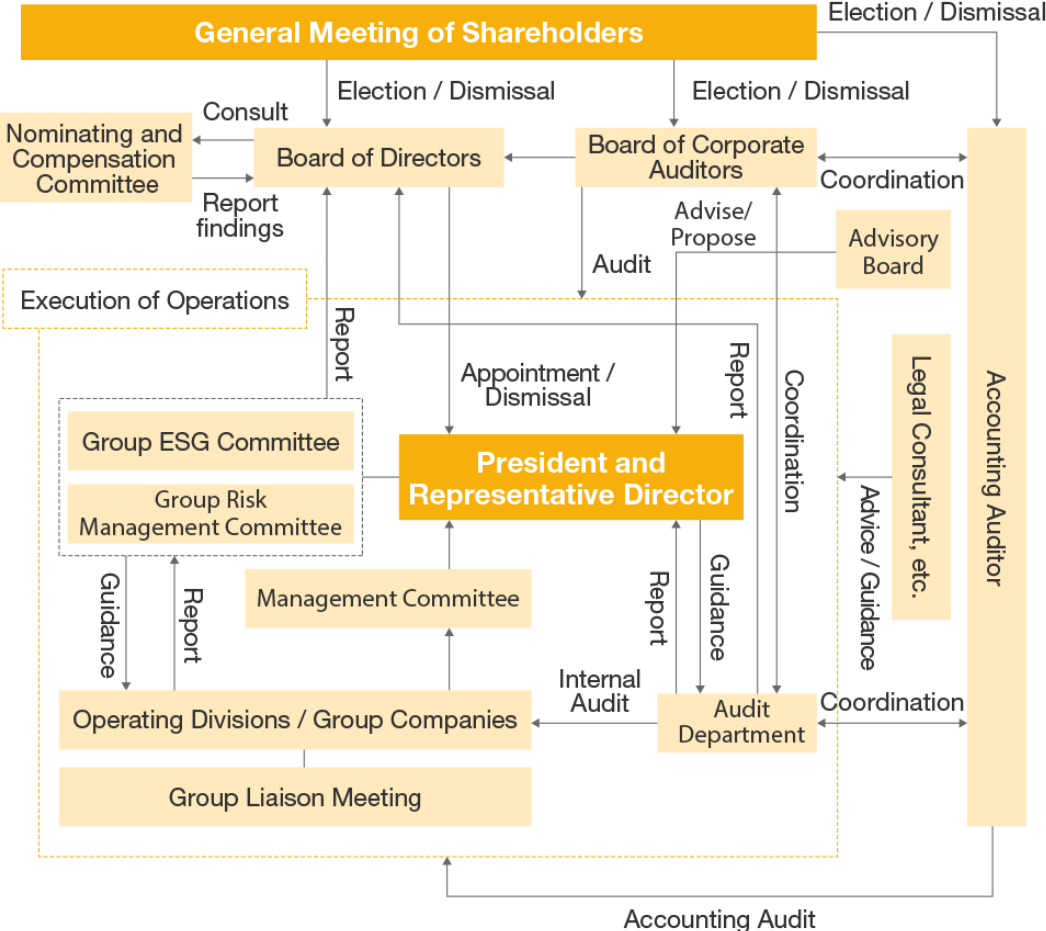 General Meeting of Shareholders
Election / Dismissal
Election / Dismissal
Election / Dismissal
Nominating and
Compensation
Committee
Consult
Report
findings
Board of Directors
Board of Corporate
Auditors
Coordination
Advise/
Propose
Advisory
Board
Audit
Execution of Operations
Report
Appointment /
Dismissal
Report
Coordination
Legal Consultant, etc.
Advice / Guidance
Accounting Auditor
Group ESG Committee
Group Risk
Management Committee
President and
Representative Director
Guidance
Report
Management Committee
Report
Guidance
Internal
Audit
Operating Divisions / Group Companies
Audit
Department
Coordination
Group Liaison Meeting
Accounting Audit